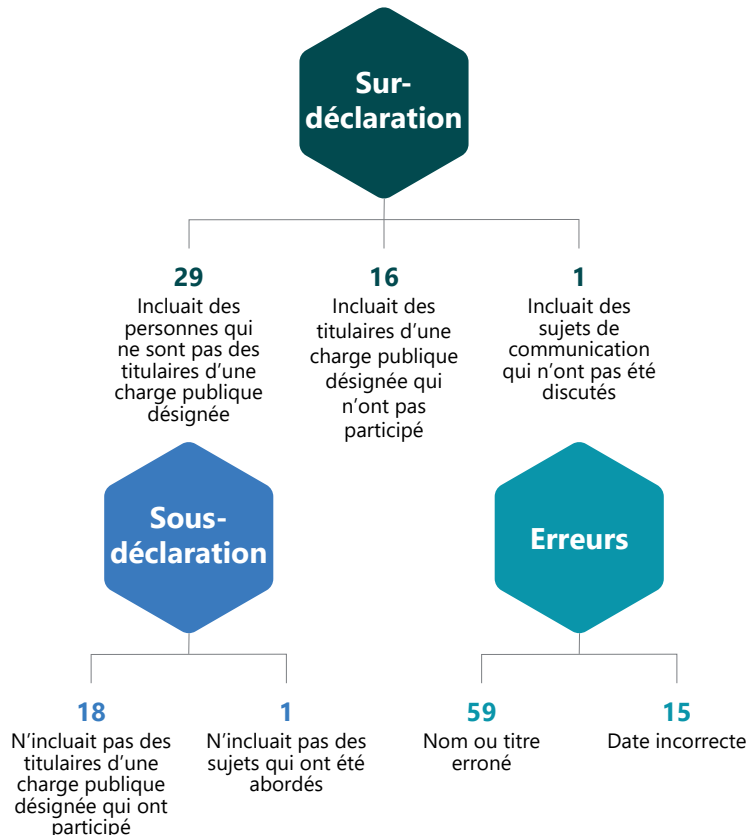 Sur-
déclaration
29
Incluait des
personnes qui
ne sont pas des
titulaires d'une
charge publique
désignée
16
Incluait des
titulaires d'une
charge publique
désignée qui
n'ont pas
participé
1
Incluait des
sujets de
communication
qui n'ont pas été
discutés
Sous-
déclaration
18
N'incluait pas des
titulaires d'une
charge publique
désignée qui ont
participé
1
N'incluait pas des
sujets qui ont été
abordés
Erreurs
59
Nom ou titre
erroné
15
Date incorrecte